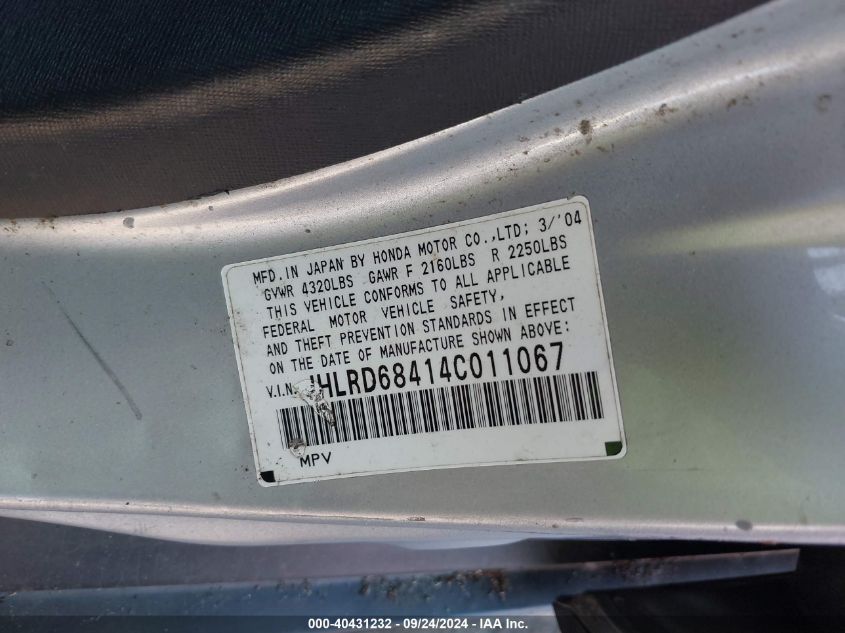 MFD.IN JAPAN BY HONDA MOTOR CO.,LTD; 3/'04
GVWR 4320LBS GAWR F 2160LBS R 2250LBS
THIS VEHICLE CONFORMS TO ALL APPLICABLE
FEDERAL MOTOR VEHICLE SAFETY,
AND THEFT PREVENTION STANDARDS IN EFFECT
ON THE DATE OF MANUFACTURE SHOWN ABOVE:
V.I.N. JHLRD68414C011067
MPV
000-40431232 - 09/24/2024 - IAA Inc.